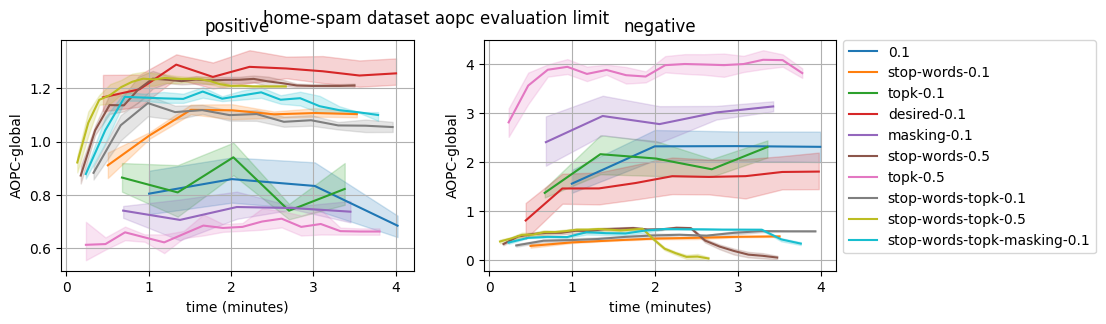 home-spam dataset aopc evaluation limit
positive
negative
AOPC-global
1.2
1.0
0.8
0.6
0
1
2
3
4
time (minutes)
AOPC-global
4
3
2
1
0
0
1
2
3
4
time (minutes)
0.1
stop-words-0.1
topk-0.1
desired-0.1
masking-0.1
stop-words-0.5
topk-0.5
stop-words-topk-0.1
stop-words-topk-0.5
stop-words-topk-masking-0.1